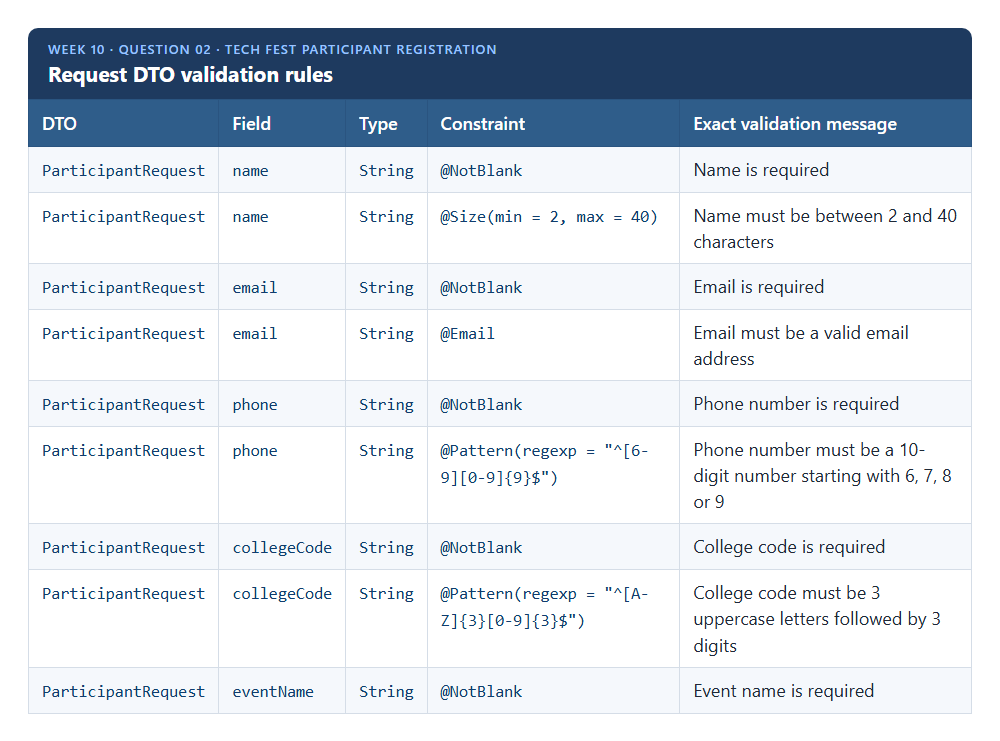 WEEK 10 · QUESTION 02 · TECH FEST PARTICIPANT REGISTRATION
Request DTO validation rules
DTO Field Type Constraint Exact validation message
ParticipantRequest name String @NotBlank Name is required
ParticipantRequest name String @Size(min = 2, max = 40) Name must be between 2 and 40
characters
ParticipantRequest email String @NotBlank Email is required
ParticipantRequest email String @Email Email must be a valid email
address
ParticipantRequest phone String @NotBlank Phone number is required
ParticipantRequest phone String @Pattern(regexp = "^[6- Phone number must be a 10-
9][0-9]{9}$") digit number starting with 6, 7, 8
or 9
ParticipantRequest collegeCode String @NotBlank College code is required
ParticipantRequest collegeCode String @Pattern(regexp = "^[A- College code must be 3
Z]{3}[0-9]{3}$") uppercase letters followed by 3
digits
ParticipantRequest eventName String @NotBlank Event name is required